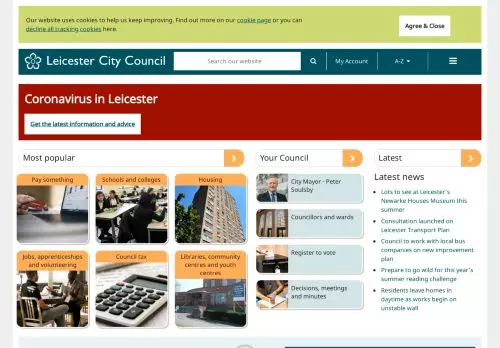 Our website uses cookies to help us keep improving. Find out more on our cookie page or you can
decline all tracking cookies here.
Agree & Close
Leicester City Council
Search our website
My Account
A-Z
Coronavirus in Leicester
Get the latest information and advice
Most popular
Pay something
Schools and colleges
Housing
Jobs, apprenticeships
and volunteering
Council tax
Libraries, community
centres and youth
centres
Your Council
City Mayor - Peter
Soulsby
Councillors and wards
Register to vote
Decisions, meetings
and minutes
Latest
Latest news
Lots to see at Leicester's
Newarke Houses Museum this
summer
Consultation launched on
Leicester Transport Plan
Council to work with local bus
companies on new improvement
plan
Prepare to go wild for this year's
summer reading challenge
Residents leave homes in
daytime as works begin on
unstable wall